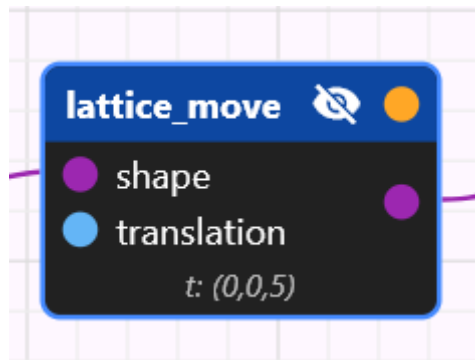 lattice_move
shape
translation
t: (0,0,5)